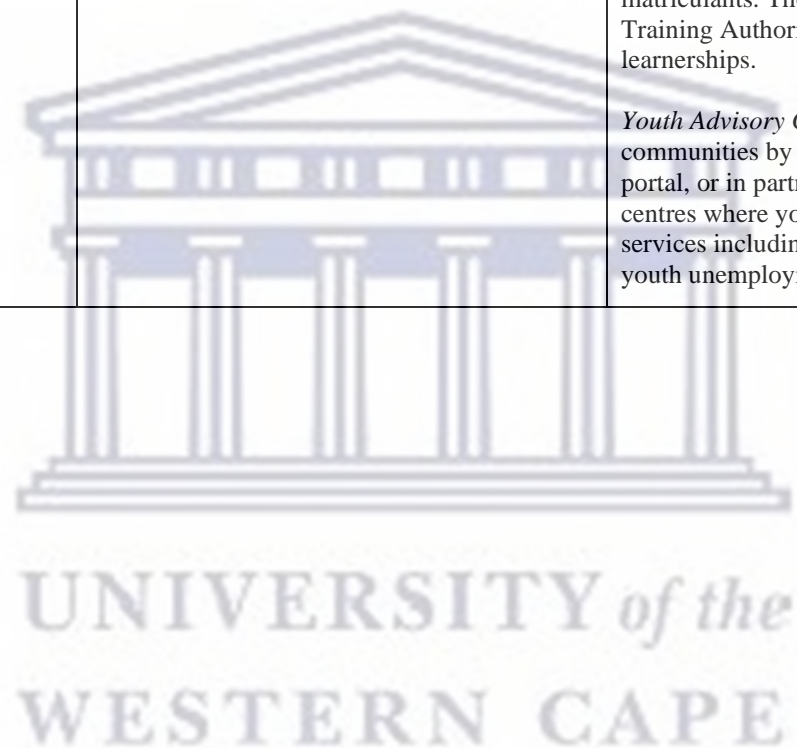 matriculants. Th
Training Authori
learnerships.
Youth Advisory C
communities by
portal, or in partn
centres where yo
services includin
youth unemploy
UNIVERSITY of the
WESTERN CAPE